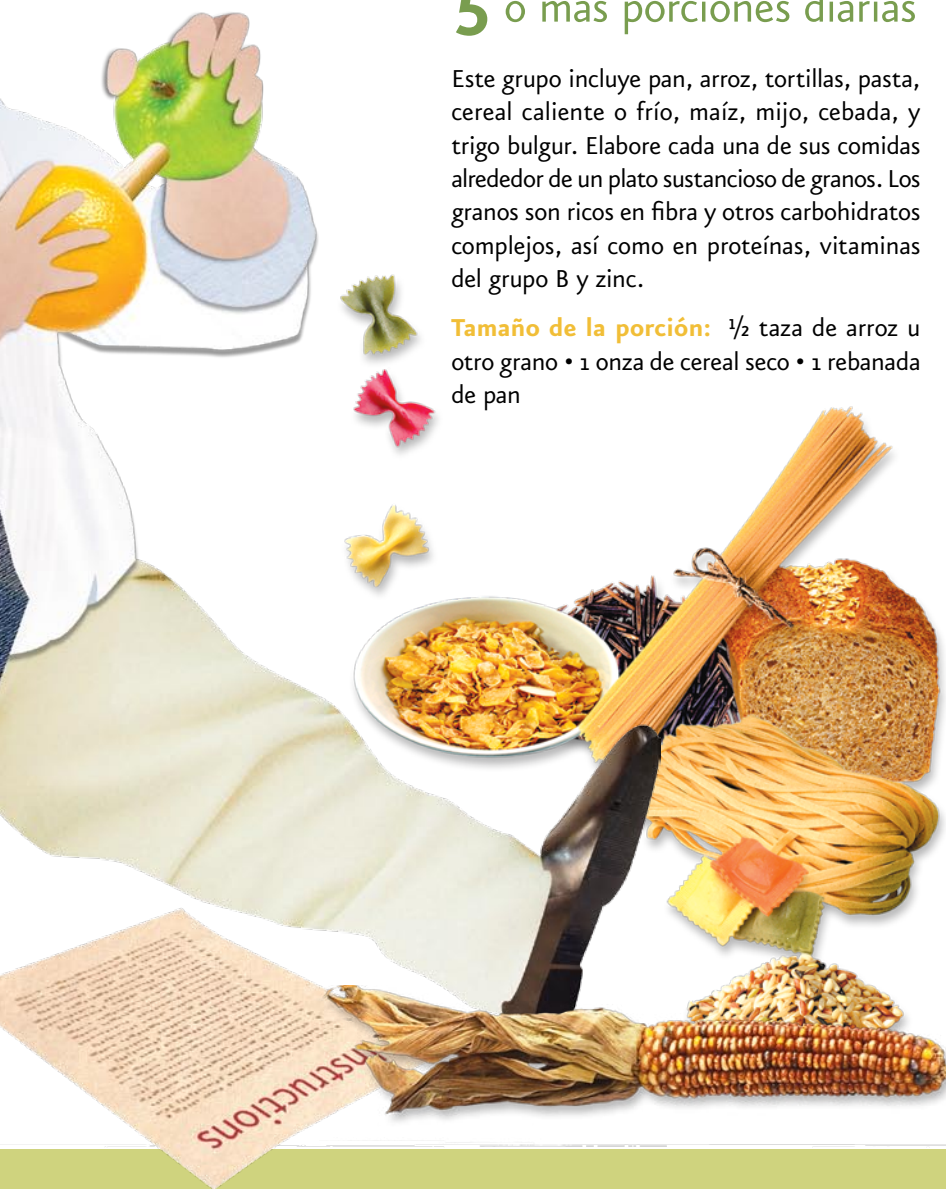 5 o más porciones diarias
Este grupo incluye pan, arroz, tortillas, pasta,
cereal caliente o frío, maíz, mijo, cebada, y
trigo bulgur. Elabore cada una de sus comidas
alrededor de un plato sustancioso de granos. Los
granos son ricos en fibra y otros carbohidratos
complejos, así como en proteínas, vitaminas
del grupo B y zinc.
Tamaño de la porción: ½ taza de arroz u
otro grano • 1 onza de cereal seco • 1 rebanada
de pan
instructions